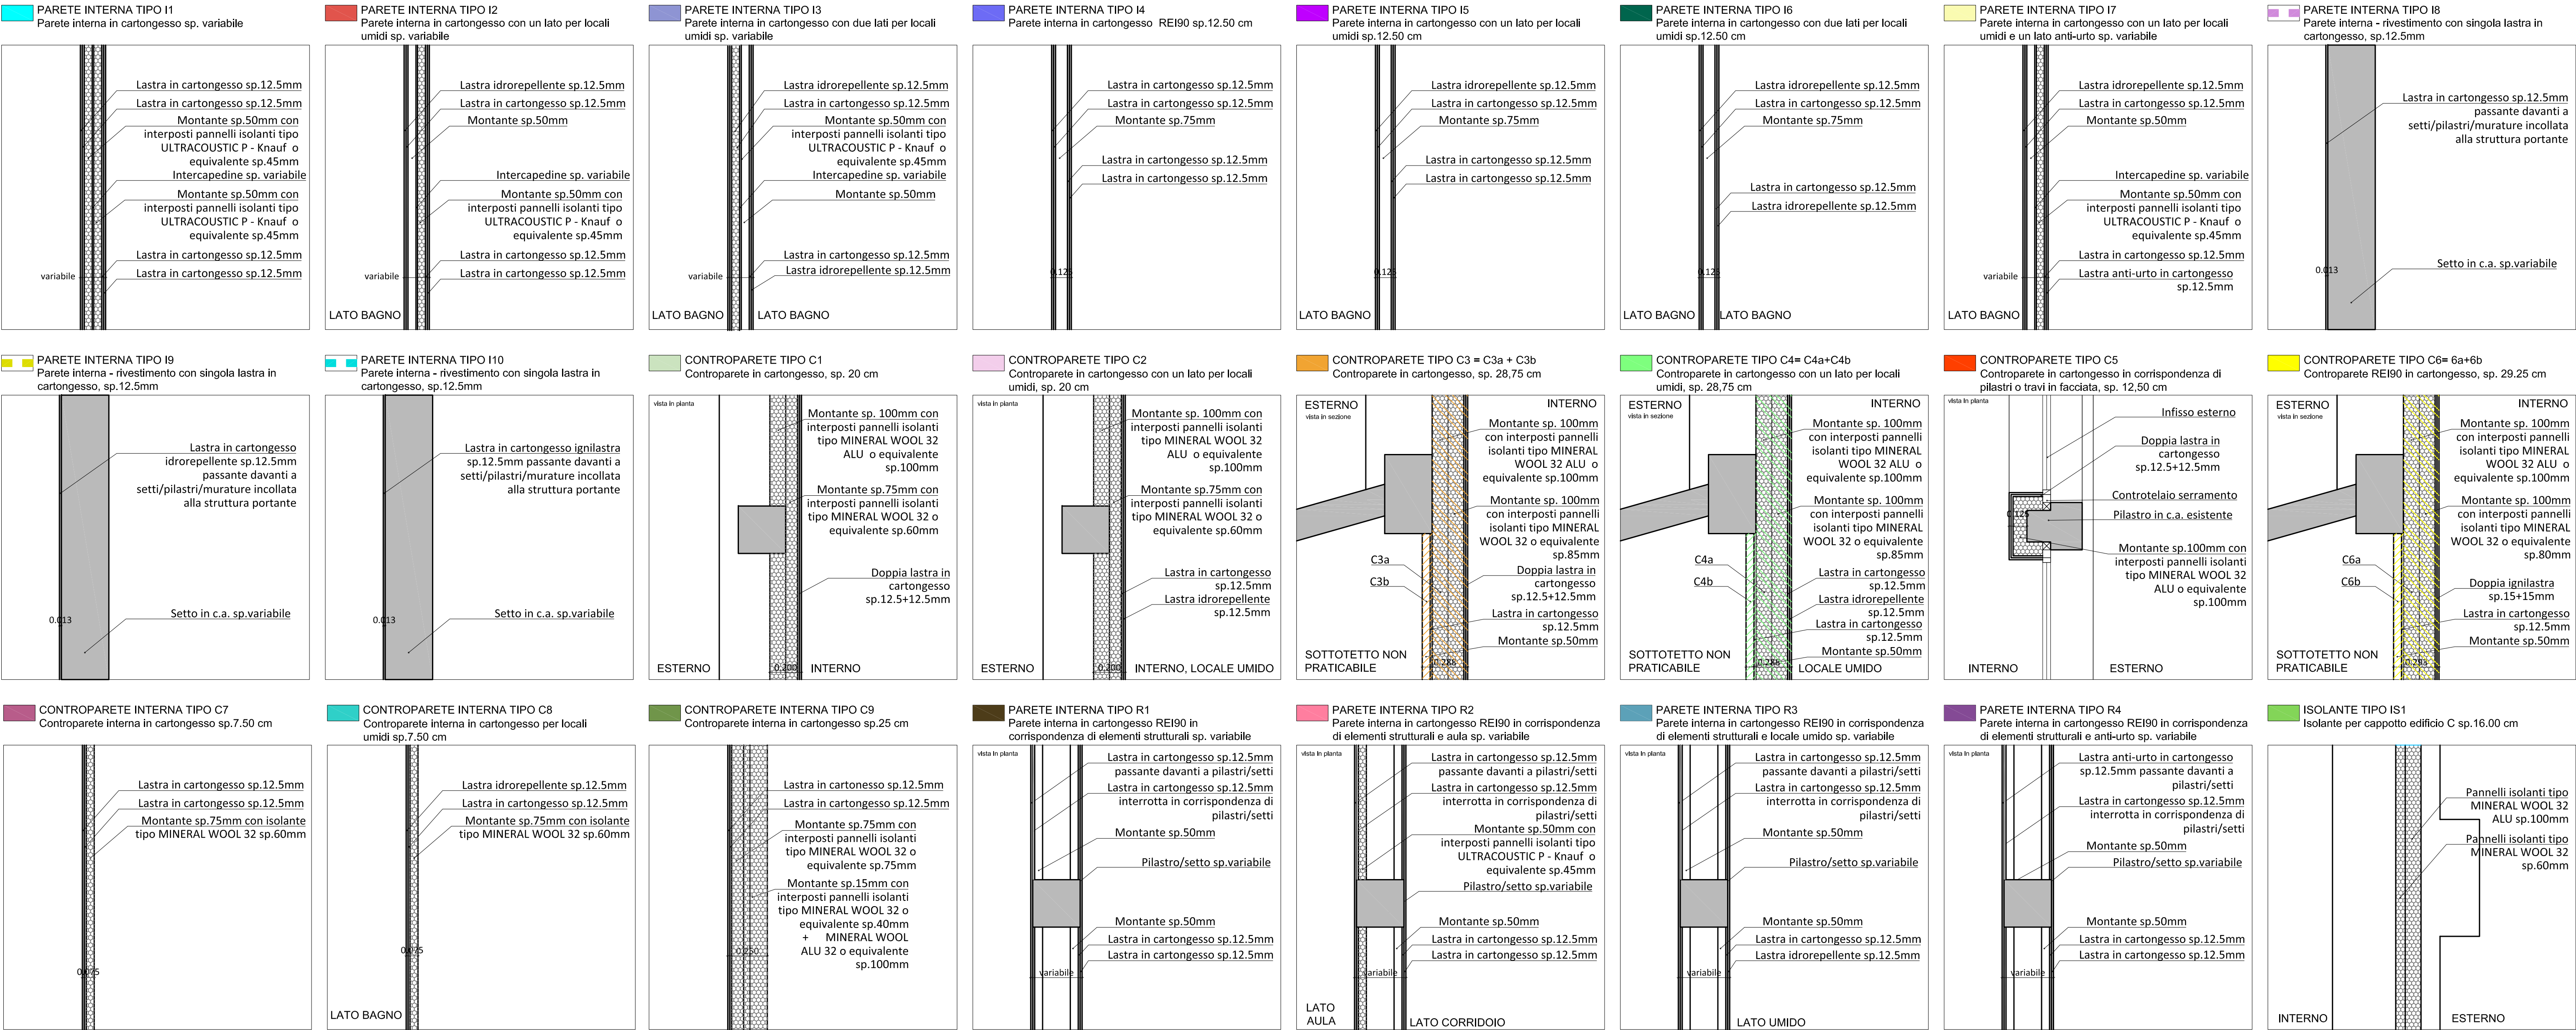 PARETE INTERNA TIPO I1
Parete interna in cartongesso sp. variabile
Lastra in cartongesso sp.12.5mm
Lastra in cartongesso sp.12.5mm
Montante sp.50mm con
interposti pannelli isolanti tipo
ULTRACOUSTIC P - Knauf o
equivalente sp.45mm
Intercapedine sp. variabile
Montante sp.50mm con
interposti pannelli isolanti tipo
ULTRACOUSTIC P - Knauf o
equivalente sp.45mm
Lastra in cartongesso sp.12.5mm
variabile
Lastra in cartongesso sp.12.5mm
PARETE INTERNA TIPO I2
Parete interna in cartongesso con un lato per locali
umidi sp. variabile
Lastra idrorepellente sp.12.5mm
Lastra in cartongesso sp.12.5mm
Montante sp.50mm
Intercapedine sp. variabile
Montante sp.50mm con
interposti pannelli isolanti tipo
ULTRACOUSTIC P - Knauf o
equivalente sp.45mm
Lastra in cartongesso sp.12.5mm
variabile
Lastra in cartongesso sp.12.5mm
LATO BAGNO
PARETE INTERNA TIPO I3
Parete interna in cartongesso con due lati per locali
umidi sp. variabile
Lastra idrorepellente sp.12.5mm
Lastra in cartongesso sp.12.5mm
Montante sp.50mm con
interposti pannelli isolanti tipo
ULTRACOUSTIC P - Knauf o
equivalente sp.45mm
Intercapedine sp. variabile
Montante sp.50mm
Lastra in cartongesso sp.12.5mm
variabile
Lastra idrorepellente sp.12.5mm
LATO BAGNO
LATO BAGNO
PARETE INTERNA TIPO I4
Parete interna in cartongesso REI90 sp.12.50 cm
Lastra in cartongesso sp.12.5mm
Lastra in cartongesso sp.12.5mm
Montante sp.75mm
Lastra in cartongesso sp.12.5mm
Lastra in cartongesso sp.12.5mm
0.125
PARETE INTERNA TIPO I5
Parete interna in cartongesso con un lato per locali
umidi sp.12.50 cm
Lastra idrorepellente sp.12.5mm
Lastra in cartongesso sp.12.5mm
Montante sp.75mm
Lastra in cartongesso sp.12.5mm
Lastra in cartongesso sp.12.5mm
0.125
LATO BAGNO
PARETE INTERNA TIPO I6
Parete interna in cartongesso con due lati per locali
umidi sp.12.50 cm
Lastra idrorepellente sp.12.5mm
Lastra in cartongesso sp.12.5mm
Montante sp.75mm
Lastra in cartongesso sp.12.5mm
Lastra idrorepellente sp.12.5mm
0.125
LATO BAGNO
LATO BAGNO
PARETE INTERNA TIPO I7
Parete interna in cartongesso con un lato per locali
umidi e un lato anti-urto sp. variabile
Lastra idrorepellente sp.12.5mm
Lastra in cartongesso sp.12.5mm
Montante sp.50mm
Intercapedine sp. variabile
Montante sp.50mm con
interposti pannelli isolanti tipo
ULTRACOUSTIC P - Knauf o
equivalente sp.45mm
Lastra in cartongesso sp.12.5mm
variabile
Lastra anti-urto in cartongesso
sp.12.5mm
LATO BAGNO
PARETE INTERNA TIPO I8
Parete interna - rivestimento con singola lastra in
cartongesso, sp.12.5mm
Lastra in cartongesso sp.12.5mm
passante davanti a
setti/pilastri/murature incollata
alla struttura portante
Setto in c.a. sp.variabile
0.013
PARETE INTERNA TIPO I9
Parete interna - rivestimento con singola lastra in
cartongesso, sp.12.5mm
Lastra in cartongesso
idrorepellente sp.12.5mm
passante davanti a
setti/pilastri/murature incollata
alla struttura portante
Setto in c.a. sp.variabile
0.013
PARETE INTERNA TIPO I10
Parete interna - rivestimento con singola lastra in
cartongesso, sp.12.5mm
Lastra in cartongesso ignilastra
sp.12.5mm passante davanti a
setti/pilastri/murature incollata
alla struttura portante
Setto in c.a. sp.variabile
0.013
CONTROPARETE TIPO C1
Controparete in cartongesso, sp. 20 cm
vista in planta
Montante sp. 100mm con
interposti pannelli isolanti
tipo MINERAL WOOL 32
ALU o equivalente
sp.100mm
Montante sp.75mm con
interposti pannelli isolanti
tipo MINERAL WOOL 32 o
equivalente sp.60mm
Doppia lastra in
cartongesso
sp.12.5+12.5mm
ESTERNO
0.200
INTERNO
CONTROPARETE TIPO C2
Controparete in cartongesso con un lato per locali
umidi, sp. 20 cm
vista in planta
Montante sp. 100mm con
interposti pannelli isolanti
tipo MINERAL WOOL 32
ALU o equivalente
sp.100mm
Montante sp.75mm con
interposti pannelli isolanti
tipo MINERAL WOOL 32 o
equivalente sp.60mm
Lastra in cartongesso
sp.12.5mm
Lastra idrorepellente
sp.12.5mm
ESTERNO
0.200
INTERNO, LOCALE UMIDO
CONTROPARETE TIPO C3 = C3a + C3b
Controparete in cartongesso, sp. 28,75 cm
ESTERNO
vista in sezione
INTERNO
Montante sp. 100mm
con interposti pannelli
isolanti tipo MINERAL
WOOL 32 ALU o
equivalente sp.100mm
Montante sp. 100mm
con interposti pannelli
isolanti tipo MINERAL
WOOL 32 o equivalente
sp.85mm
C3a
C3b
Doppia lastra in
cartongesso
sp.12.5+12.5mm
Lastra in cartongesso
sp.12.5mm
Montante sp.50mm
SOTTOTETTO NON
PRATICABILE
0.288
CONTROPARETE TIPO C4= C4a+C4b
Controparete in cartongesso con un lato per locali
umidi, sp. 28,75 cm
ESTERNO
vista in sezione
INTERNO
Montante sp. 100mm
con interposti pannelli
isolanti tipo MINERAL
WOOL 32 ALU o
equivalente sp.100mm
Montante sp. 100mm
con interposti pannelli
isolanti tipo MINERAL
WOOL 32 o equivalente
sp.85mm
C4a
C4b
Lastra in cartongesso
sp.12.5mm
Lastra idrorepellente
sp.12.5mm
Lastra in cartongesso
sp.12.5mm
Montante sp.50mm
SOTTOTETTO NON
PRATICABILE
0.288
LOCALE UMIDO
CONTROPARETE TIPO C5
Controparete in cartongesso in corrispondenza di
pilastri o travi in facciata, sp. 12,50 cm
vista in planta
Infisso esterno
Doppia lastra in
cartongesso
sp.12.5+12.5mm
Controtelaio serramento
Pilastro in c.a. esistente
0.125
Montante sp.100mm con
interposti pannelli isolanti
tipo MINERAL WOOL 32
ALU o equivalente
sp.100mm
INTERNO
ESTERNO
CONTROPARETE TIPO C6= 6a+6b
Controparete REI90 in cartongesso, sp. 29.25 cm
ESTERNO
vista in sezione
INTERNO
Montante sp. 100mm
con interposti pannelli
isolanti tipo MINERAL
WOOL 32 ALU o
equivalente sp.100mm
Montante sp. 100mm
con interposti pannelli
isolanti tipo MINERAL
WOOL 32 o equivalente
sp.80mm
C6a
C6b
Doppia ignilastra
sp.15+15mm
Lastra in cartongesso
sp.12.5mm
Montante sp.50mm
SOTTOTETTO NON
PRATICABILE
0.293
CONTROPARETE INTERNA TIPO C7
Controparete interna in cartongesso sp.7.50 cm
Lastra in cartongesso sp.12.5mm
Lastra in cartongesso sp.12.5mm
Montante sp.75mm con isolante
tipo MINERAL WOOL 32 sp.60mm
0.075
CONTROPARETE INTERNA TIPO C8
Controparete interna in cartongesso per locali
umidi sp.7.50 cm
Lastra idrorepellente sp.12.5mm
Lastra in cartongesso sp.12.5mm
Montante sp.75mm con isolante
tipo MINERAL WOOL 32 sp.60mm
0.075
LATO BAGNO
CONTROPARETE INTERNA TIPO C9
Controparete interna in cartongesso sp.25 cm
Lastra in cartonesso sp.12.5mm
Lastra in cartongesso sp.12.5mm
Montante sp.75mm con
interposti pannelli isolanti
tipo MINERAL WOOL 32 o
equivalente sp.75mm
Montante sp.15mm con
interposti pannelli isolanti
tipo MINERAL WOOL 32 o
equivalente sp.40mm
+ MINERAL WOOL
ALU 32 o equivalente
sp.100mm
0.250
PARETE INTERNA TIPO R1
Parete interna in cartongesso REI90 in
corrispondenza di elementi strutturali sp. variabile
vista in planta
Lastra in cartongesso sp.12.5mm
passante davanti a pilastri/setti
Lastra in cartongesso sp.12.5mm
interrotta in corrispondenza di
pilastri/setti
Montante sp.50mm
Pilastro/setto sp.variabile
Montante sp.50mm
Lastra in cartongesso sp.12.5mm
Lastra in cartongesso sp.12.5mm
variabile
PARETE INTERNA TIPO R2
Parete interna in cartongesso REI90 in corrispondenza
di elementi strutturali e aula sp. variabile
vista in planta
Lastra in cartongesso sp.12.5mm
passante davanti a pilastri/setti
Lastra in cartongesso sp.12.5mm
interrotta in corrispondenza di
pilastri/setti
Montante sp.50mm con
interposti pannelli isolanti tipo
ULTRACOUSTIC P - Knauf o
equivalente sp.45mm
Pilastro/setto sp.variabile
Montante sp.50mm
Lastra in cartongesso sp.12.5mm
Lastra in cartongesso sp.12.5mm
variabile
LATO
AULA
LATO CORRIDOIO
PARETE INTERNA TIPO R3
Parete interna in cartongesso REI90 in corrispondenza
di elementi strutturali e locale umido sp. variabile
vista in planta
Lastra in cartongesso sp.12.5mm
passante davanti a pilastri/setti
Lastra in cartongesso sp.12.5mm
interrotta in corrispondenza di
pilastri/setti
Montante sp.50mm
Pilastro/setto sp.variabile
Montante sp.50mm
Lastra in cartongesso sp.12.5mm
Lastra idrorepellente sp.12.5mm
variabile
LATO UMIDO
PARETE INTERNA TIPO R4
Parete interna in cartongesso REI90 in corrispondenza
di elementi strutturali e anti-urto sp. variabile
vista in planta
Lastra anti-urto in cartongesso
sp.12.5mm passante davanti a
pilastri/setti
Lastra in cartongesso sp.12.5mm
interrotta in corrispondenza di
pilastri/setti
Montante sp.50mm
Pilastro/setto sp.variabile
Montante sp.50mm
Lastra in cartongesso sp.12.5mm
Lastra in cartongesso sp.12.5mm
variabile
ISOLANTE TIPO IS1
Isolante per cappotto edificio C sp.16.00 cm
Pannelli isolanti tipo
MINERAL WOOL 32
ALU sp.100mm
Pannelli isolanti tipo
MINERAL WOOL 32
sp.60mm
INTERNO
ESTERNO